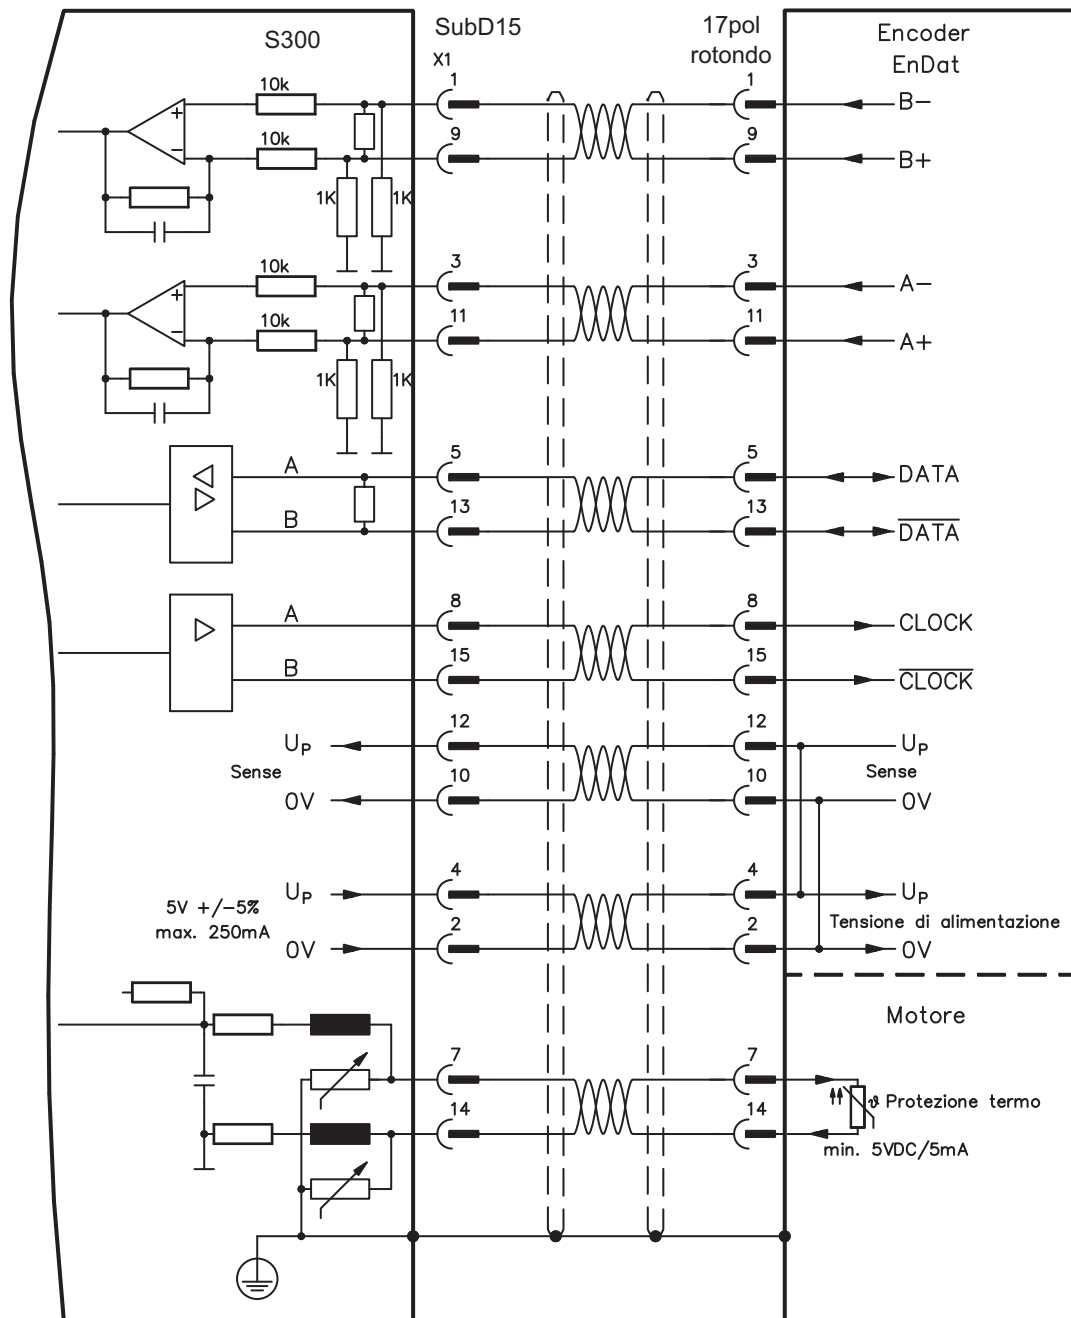 S300
SubD15
17pol
rotondo
Encoder
EnDat
X1
10k
1
1
B-
10k
9
9
B+
1K
1K
10k
3
3
A-
10k
11
11
A+
1K
1K
A
5
5
DATA
B
13
13
DATA
A
8
8
CLOCK
B
15
15
CLOCK
UP
12
12
UP
Sense
Sense
0V
10
10
0V
5V +/-5%
max. 250mA
UP
4
4
UP
Tensione di alimentazione
0V
2
2
0V
Motore
7
7
14
14
ϑ Protezione termo
min. 5VDC/5mA